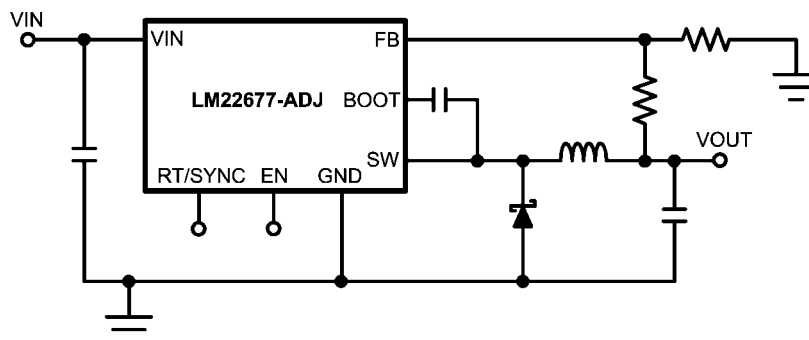 VIN
VIN
FB
LM22677-ADJ
BOOT
VOUT
SW
RT/SYNC
EN
GND